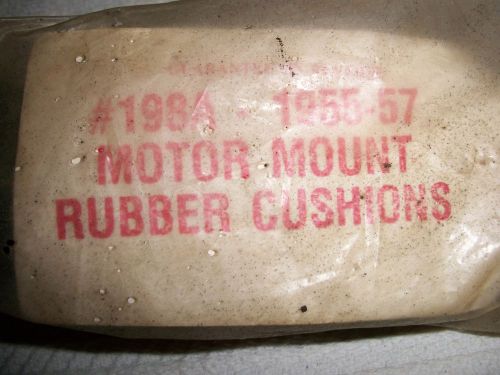 #198A - 1955-57
MOTOR MOUNT
RUBBER CUSHIONS